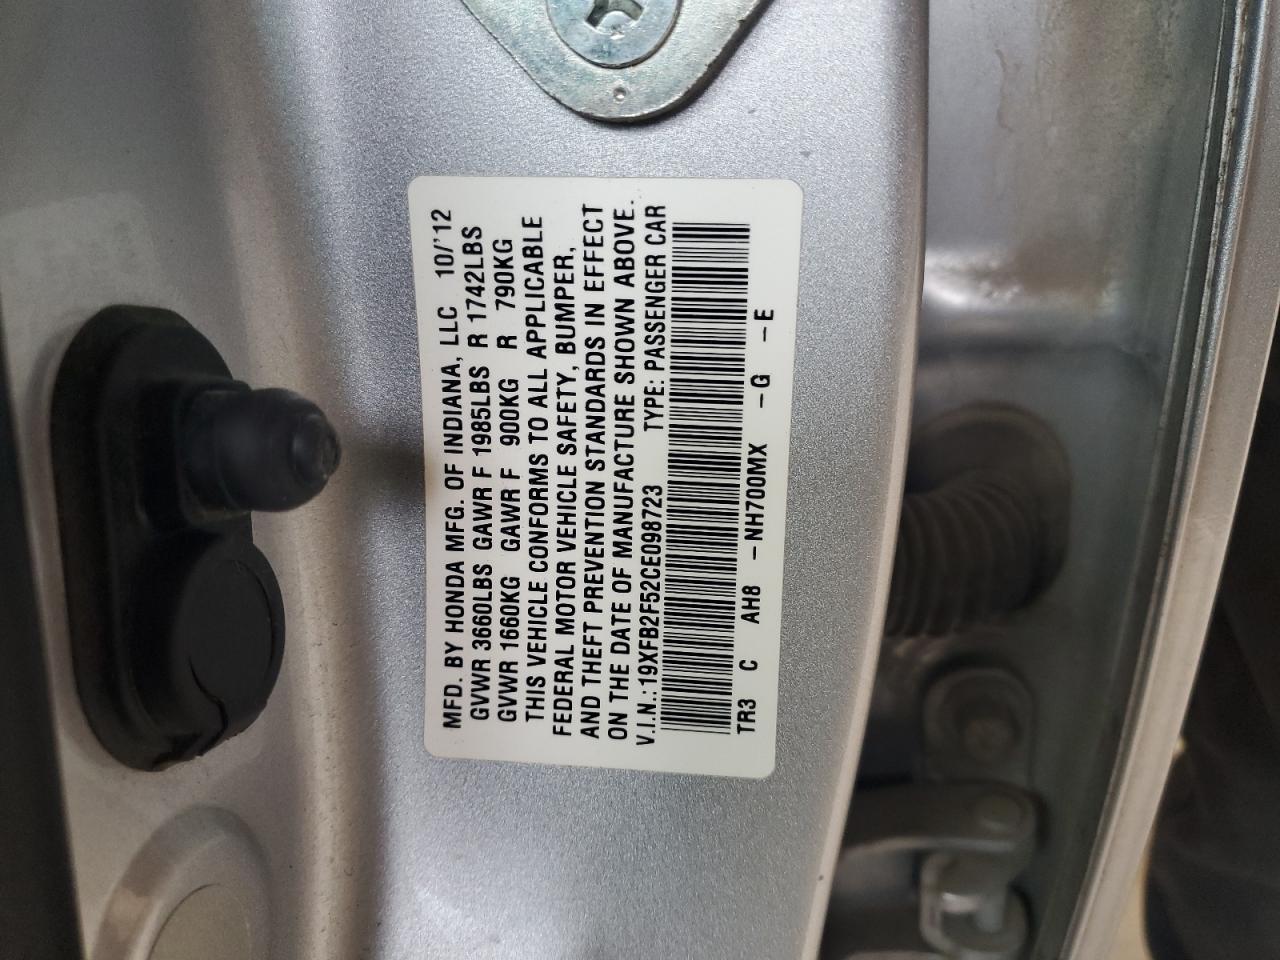 MFD. BY HONDA MFG. OF INDIANA, LLC 10/'12
GVWR 3660LBS GAWR F 1985LBS R 1742LBS
GVWR 1660KG GAWR F 900KG R 790KG
THIS VEHICLE CONFORMS TO ALL APPLICABLE
FEDERAL MOTOR VEHICLE SAFETY, BUMPER,
AND THEFT PREVENTION STANDARDS IN EFFECT
ON THE DATE OF MANUFACTURE SHOWN ABOVE.
V.I.N.: 19XFB2F52CE098723 TYPE: PASSENGER CAR
TR3 C AH8 -NH700MX -G -E